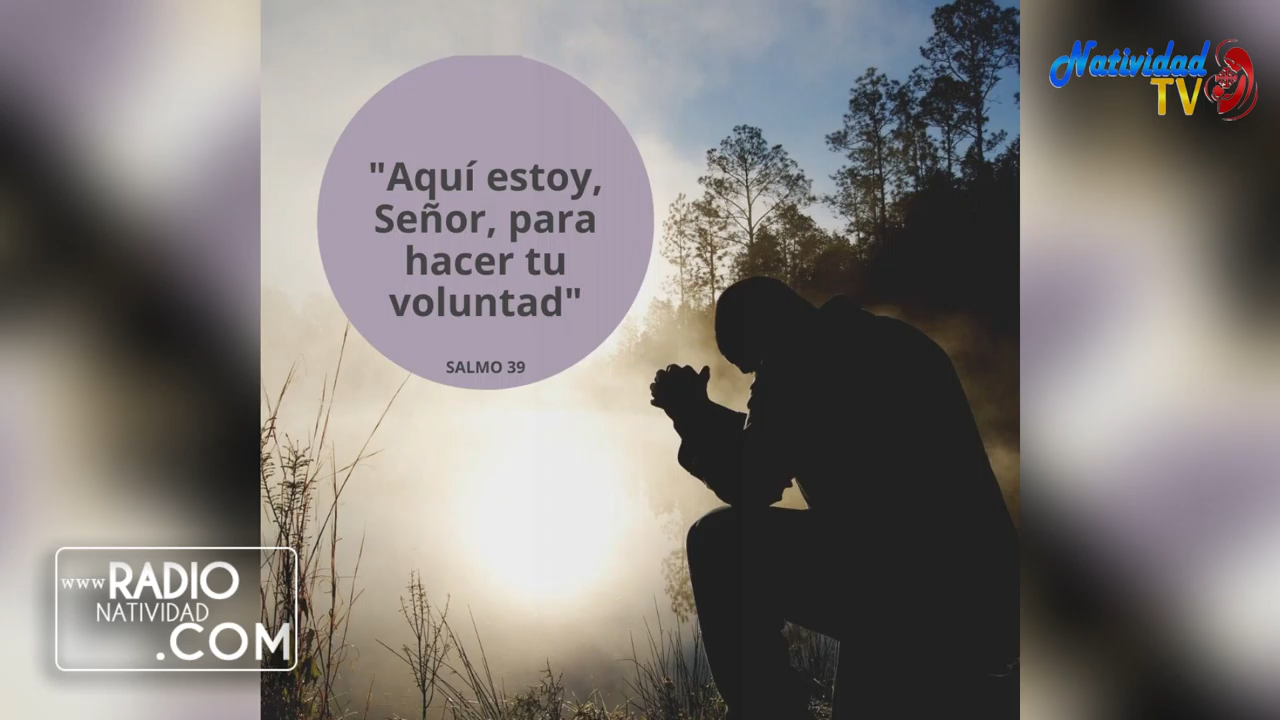 "Aquí estoy,
Señor, para
hacer tu
voluntad"
SALMO 39
Natividad
TV
www RADIO
NATIVIDAD
.COM